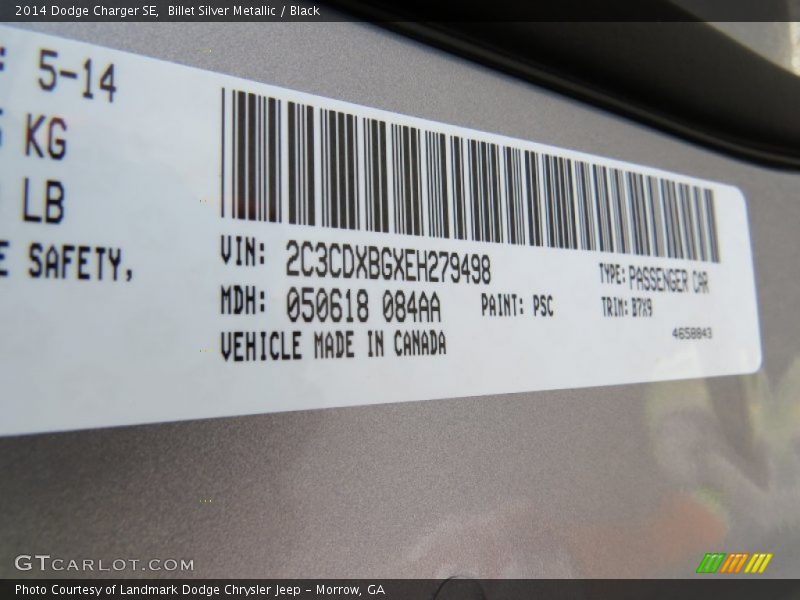 2014 Dodge Charger SE, Billet Silver Metallic / Black
: 5-14
KG
LB
E SAFETY,
VIN: 2C3CDXBGXEH279498
TYPE: PASSENGER CAR
MDH: 050618 084AA PAINT: PSC
TRIM: B7X9
VEHICLE MADE IN CANADA
4658843
GTCARLOT.COM
Photo Courtesy of Landmark Dodge Chrysler Jeep – Morrow, GA